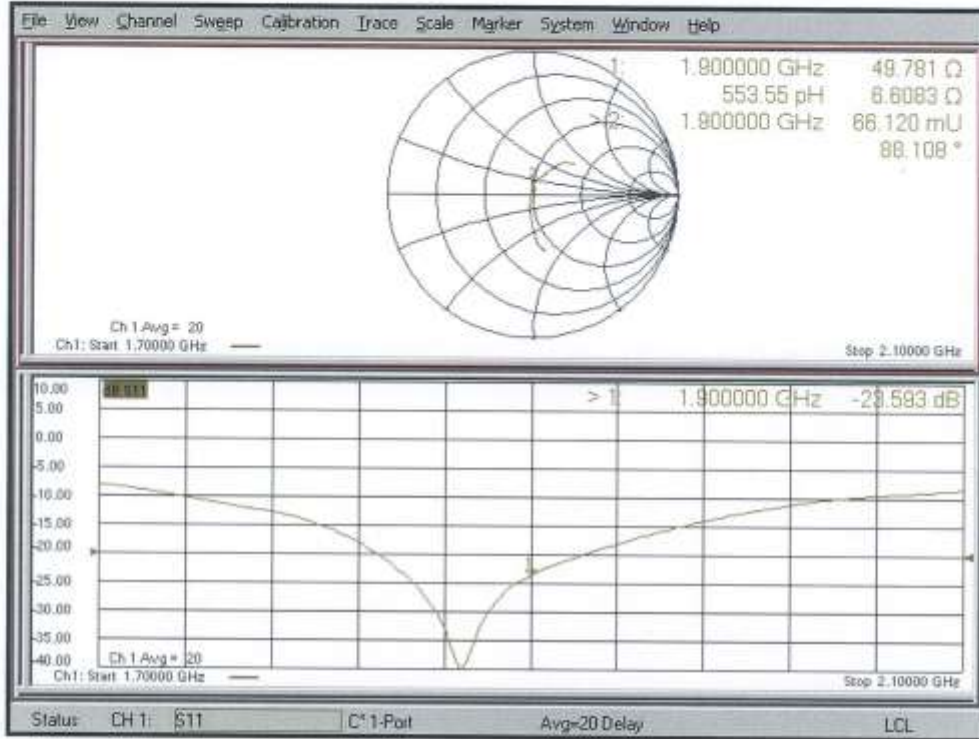 File View Channel Sweep Calibration Trace Scale Marker System Window Help
1: 1.900000 GHz 49.781 Ω
553.55 pH 6.6083 Ω
>2: 1.900000 GHz 66.120 mU
86.108 °
Ch 1 Avg = 20
Ch1: Start 1.70000 GHz
Stop 2.10000 GHz
10.00
5.00
0.00
-5.00
-10.00
-15.00
-20.00
-25.00
-30.00
-35.00
-40.00
dB S11
> 1: 1.900000 GHz -23.593 dB
1
Ch 1 Avg = 20
Ch1: Start 1.70000 GHz
Stop 2.10000 GHz
Status CH 1: S11 C* 1-Port Avg=20 Delay LCL